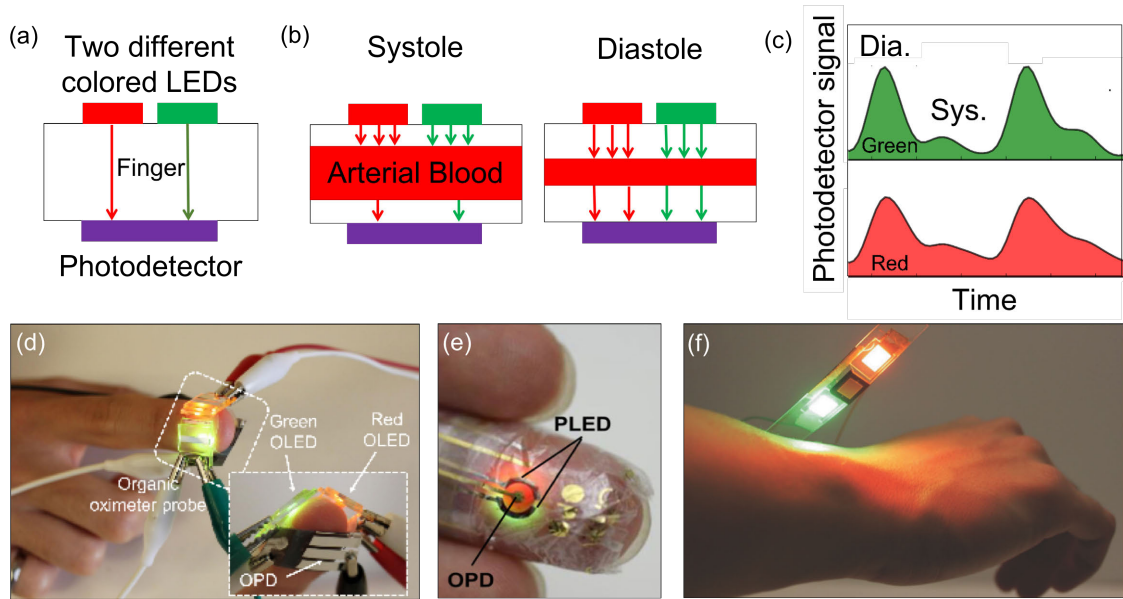 (a)
Two different
colored LEDs
Finger
Photodetector
(b)
Systole
Diastole
Arterial Blood
(c)
Photodetector signal
Dia.
Sys.
Green
Red
Time
(d)
Green
OLED
Red
OLED
Organic
oximeter probe
OPD
(e)
PLED
OPD
(f)